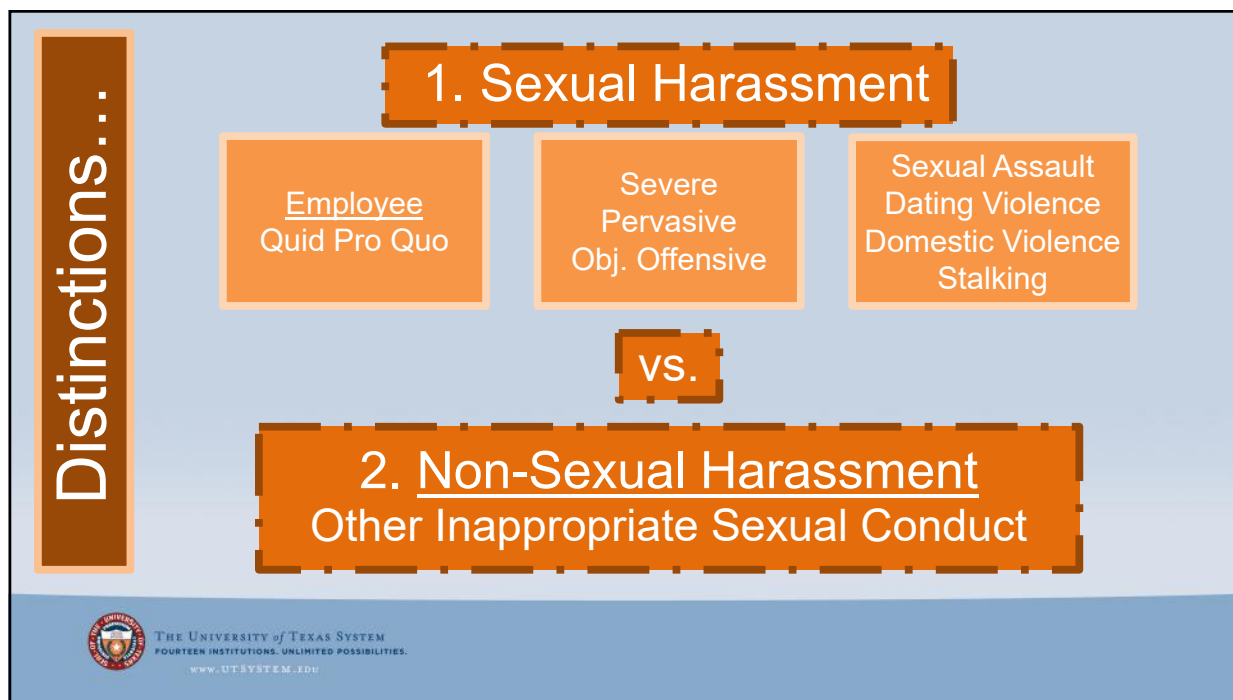 Distinctions...
1. Sexual Harassment
Employee
Quid Pro Quo
Severe
Pervasive
Obj. Offensive
Sexual Assault
Dating Violence
Domestic Violence
Stalking
vs.
2. Non-Sexual Harassment
Other Inappropriate Sexual Conduct
THE UNIVERSITY of TEXAS SYSTEM
FOURTEEN INSTITUTIONS. UNLIMITED POSSIBILITIES.
WWW.UTSYSTEM.EDU